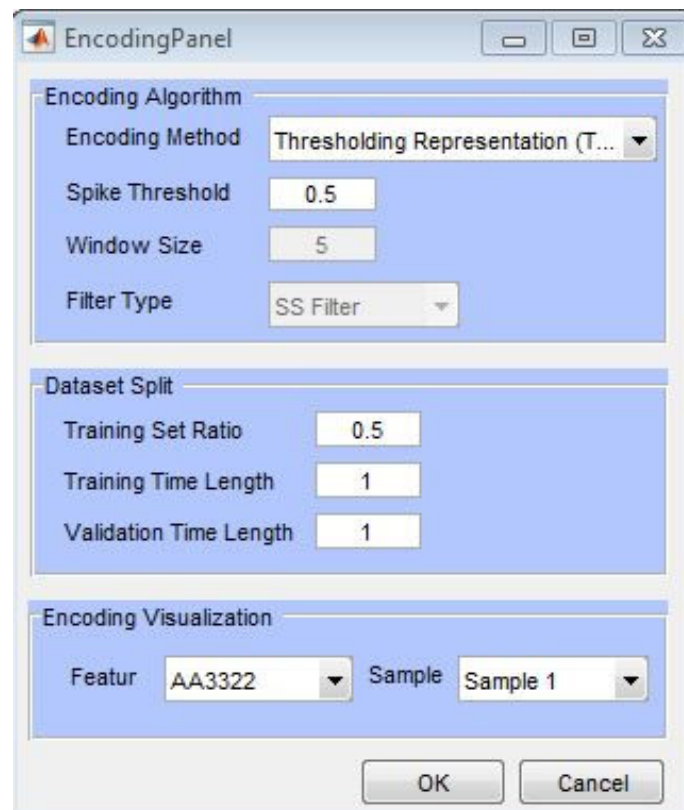 EncodingPanel
Encoding Algorithm
Encoding Method Thresholding Representation (T...
Spike Threshold 0.5
Window Size 5
Filter Type SS Filter
Dataset Split
Training Set Ratio 0.5
Training Time Length 1
Validation Time Length 1
Encoding Visualization
Featur AA3322 Sample Sample 1
OK Cancel